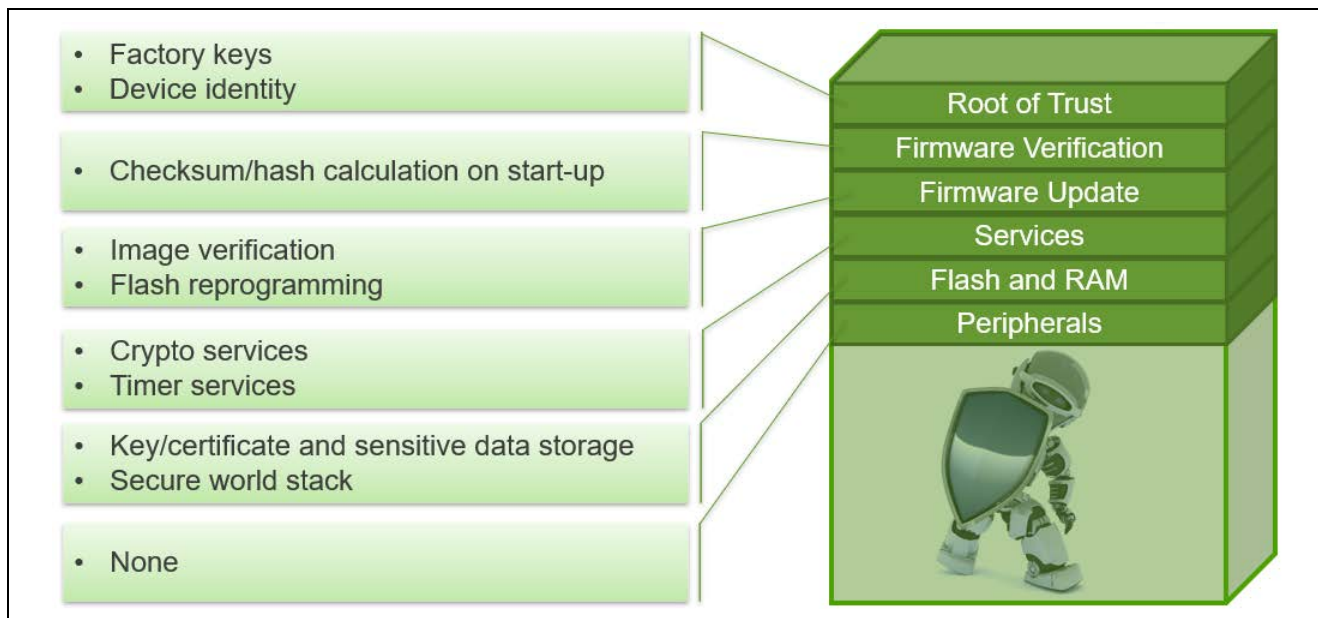 • Factory keys
• Device identity
Root of Trust
• Checksum/hash calculation on start-up
Firmware Verification
• Image verification
• Flash reprogramming
Firmware Update
• Crypto services
• Timer services
Services
• Key/certificate and sensitive data storage
• Secure world stack
Flash and RAM
• None
Peripherals